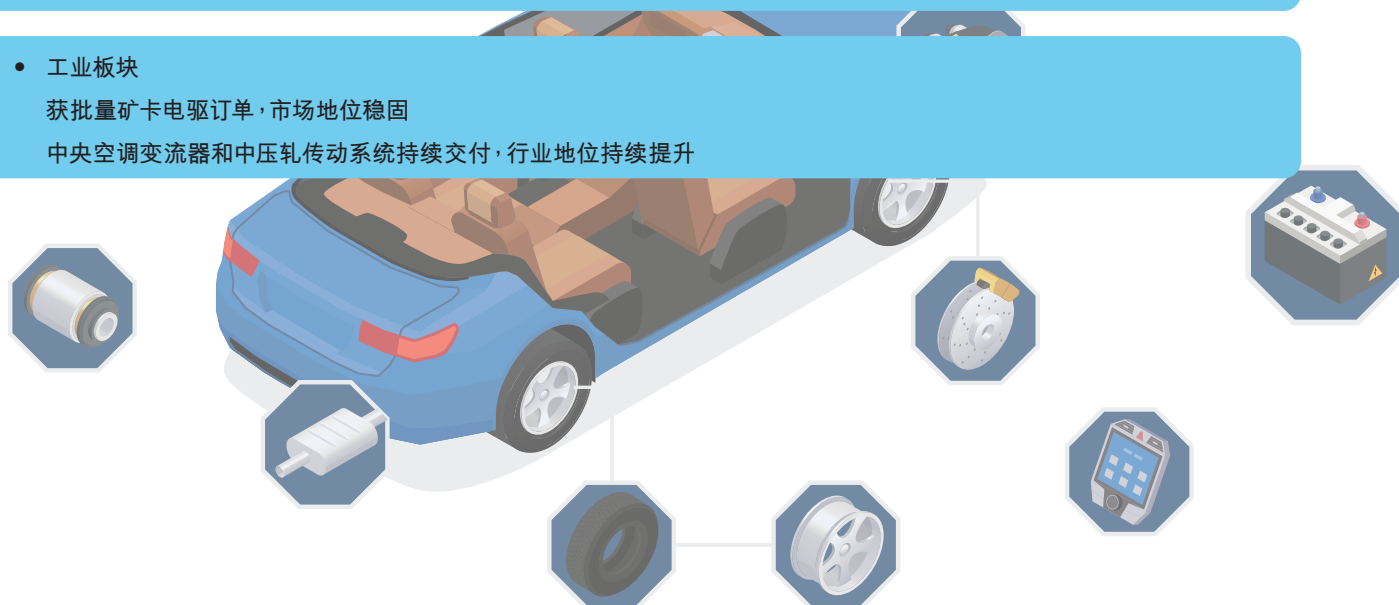 • 工业板块
获批量矿卡电驱订单，市场地位稳固
中央空调变流器和中压轧传动系统持续交付，行业地位持续提升